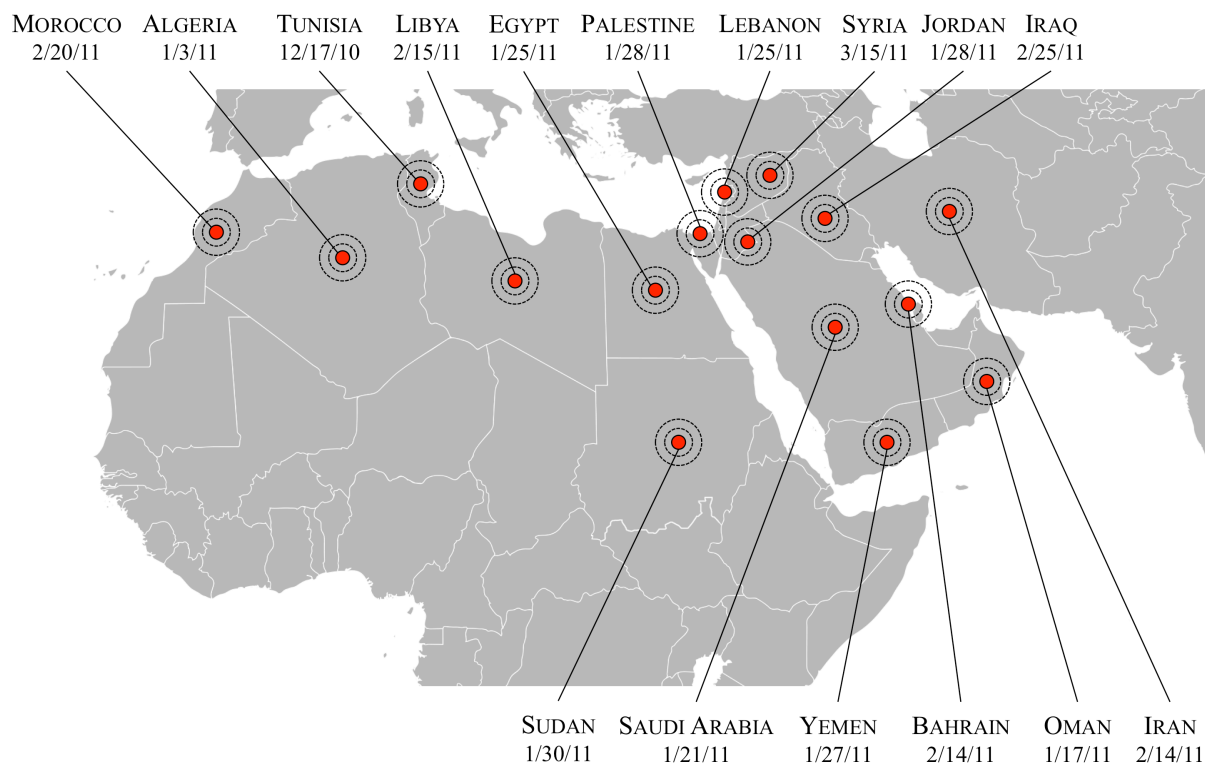 MOROCCO
2/20/11
ALGERIA
1/3/11
TUNISIA
12/17/10
LIBYA
2/15/11
EGYPT
1/25/11
PALESTINE
1/28/11
LEBANON
1/25/11
SYRIA
3/15/11
JORDAN
1/28/11
IRAQ
2/25/11
SUDAN
1/30/11
SAUDI ARABIA
1/21/11
YEMEN
1/27/11
BAHRAIN
2/14/11
OMAN
1/17/11
IRAN
2/14/11